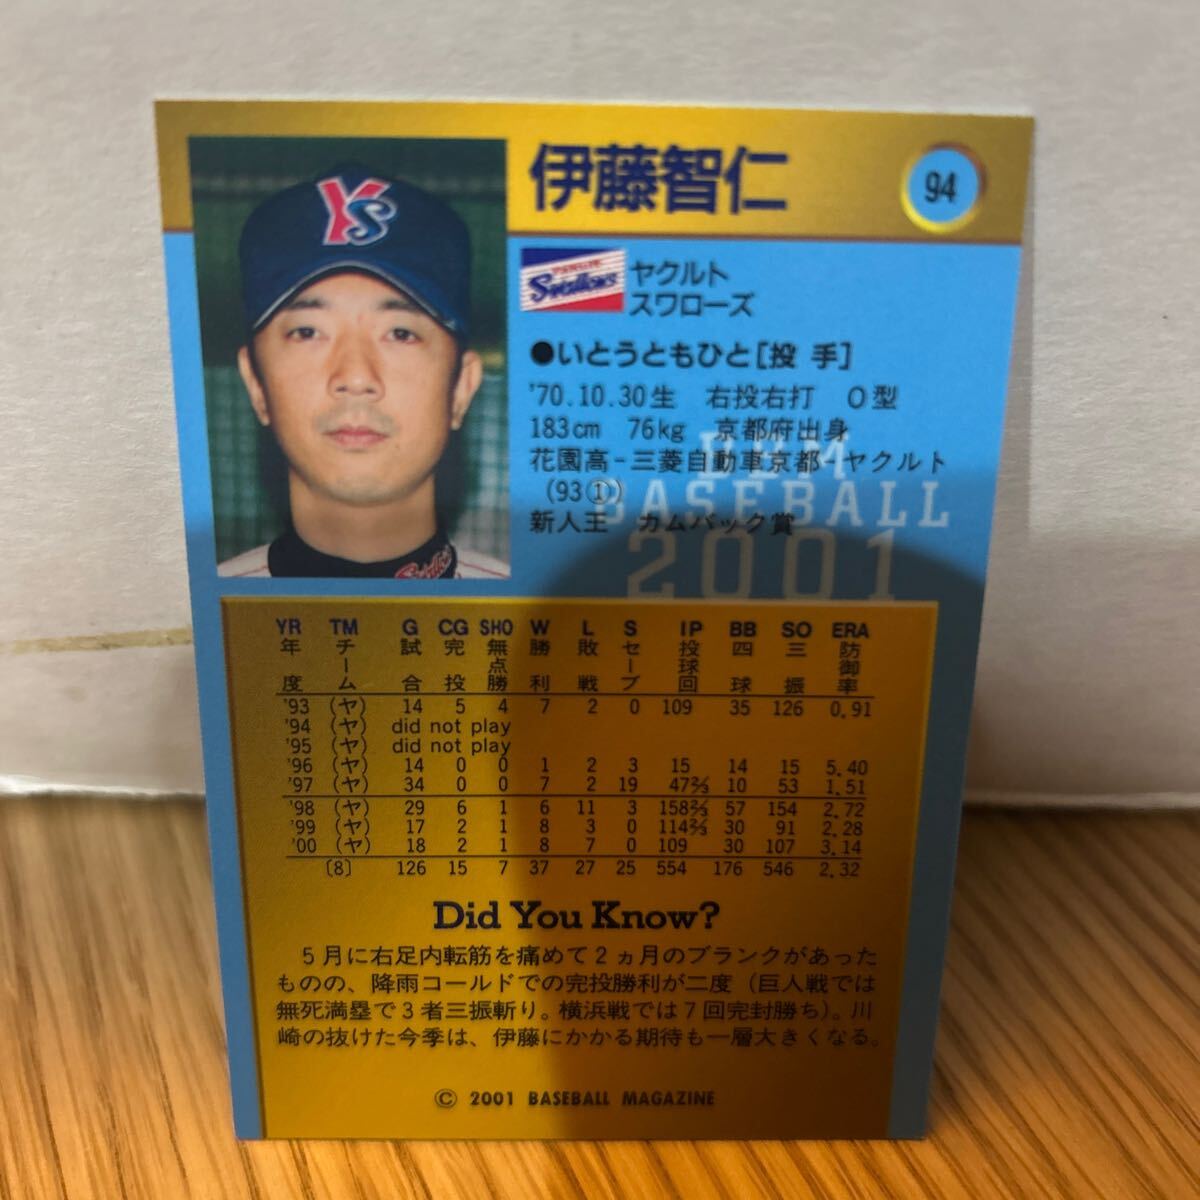 伊藤智仁
94
YS
YAKULT
Swallows
ヤクルト
スワローズ
●いとうともひと[投 手]
'70.10.30生 右投右打 O型
183cm 76kg 京都府出身
花園高-三菱自動車京都-ヤクルト
(93①)
新人王 カムバック賞
BBM
BASEBALL
2001
Swallows
YR TM G CG SHO W L S IP BB SO ERA
年度 チーム 試合 完投 無点勝 勝利 敗戦 セーブ 投球回 四球 三振 防御率
'93 (ヤ) 14 5 4 7 2 0 109 35 126 0.91
'94 (ヤ) did not play
'95 (ヤ) did not play
'96 (ヤ) 14 0 0 1 2 3 15 14 15 5.40
'97 (ヤ) 34 0 0 7 2 19 47⅔ 10 53 1.51
'98 (ヤ) 29 6 1 6 11 3 158⅔ 57 154 2.72
'99 (ヤ) 17 2 1 8 3 0 114⅔ 30 91 2.28
'00 (ヤ) 18 2 1 8 7 0 109 30 107 3.14
[8] 126 15 7 37 27 25 554 176 546 2.32
Did You Know?
5月に右足内転筋を痛めて2ヵ月のブランクがあった
ものの、降雨コールドでの完投勝利が二度(巨人戦では
無死満塁で3者三振斬り。横浜戦では7回完封勝ち)。川
崎の抜けた今季は、伊藤にかかる期待も一層大きくなる。
© 2001 BASEBALL MAGAZINE